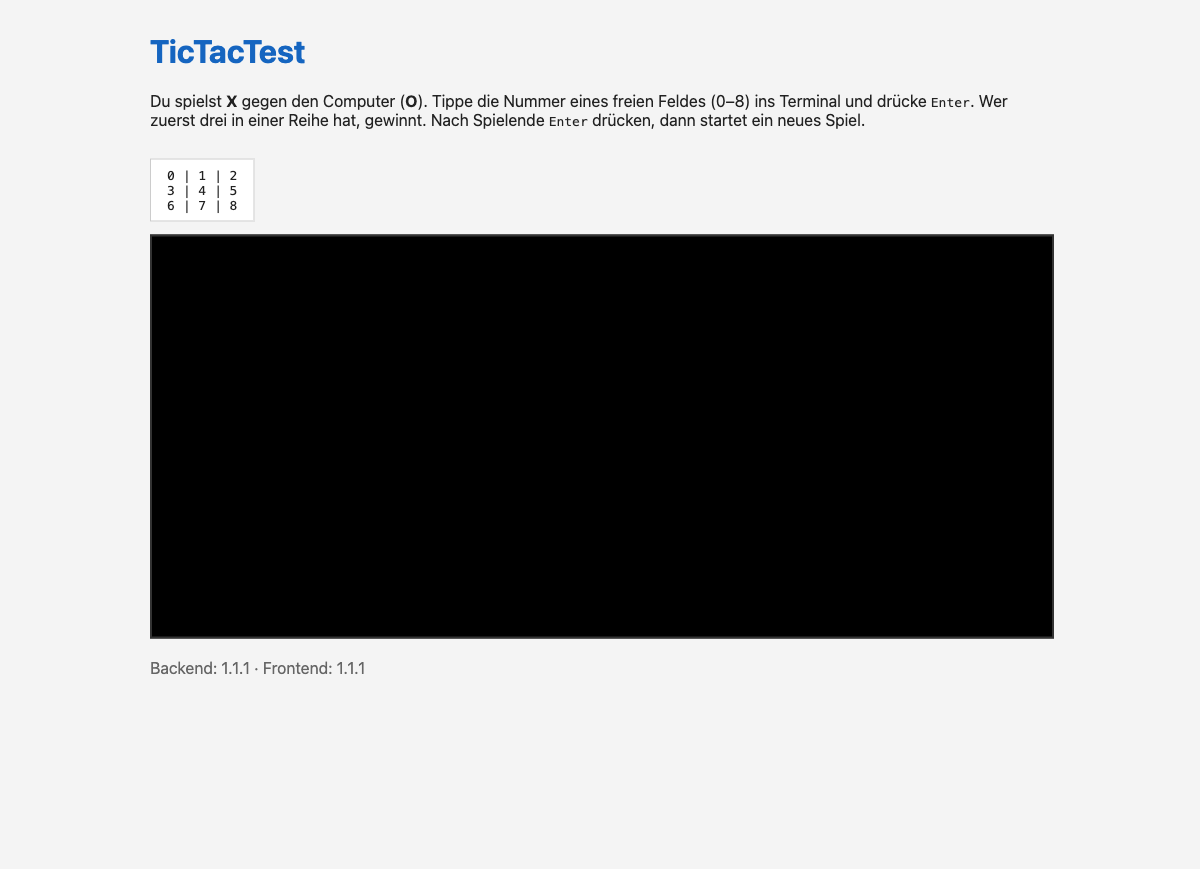 TicTacTest
Du spielst X gegen den Computer (O). Tippe die Nummer eines freien Feldes (0–8) ins Terminal und drücke Enter. Wer
zuerst drei in einer Reihe hat, gewinnt. Nach Spielende Enter drücken, dann startet ein neues Spiel.
0 | 1 | 2
3 | 4 | 5
6 | 7 | 8
Backend: 1.1.1 · Frontend: 1.1.1